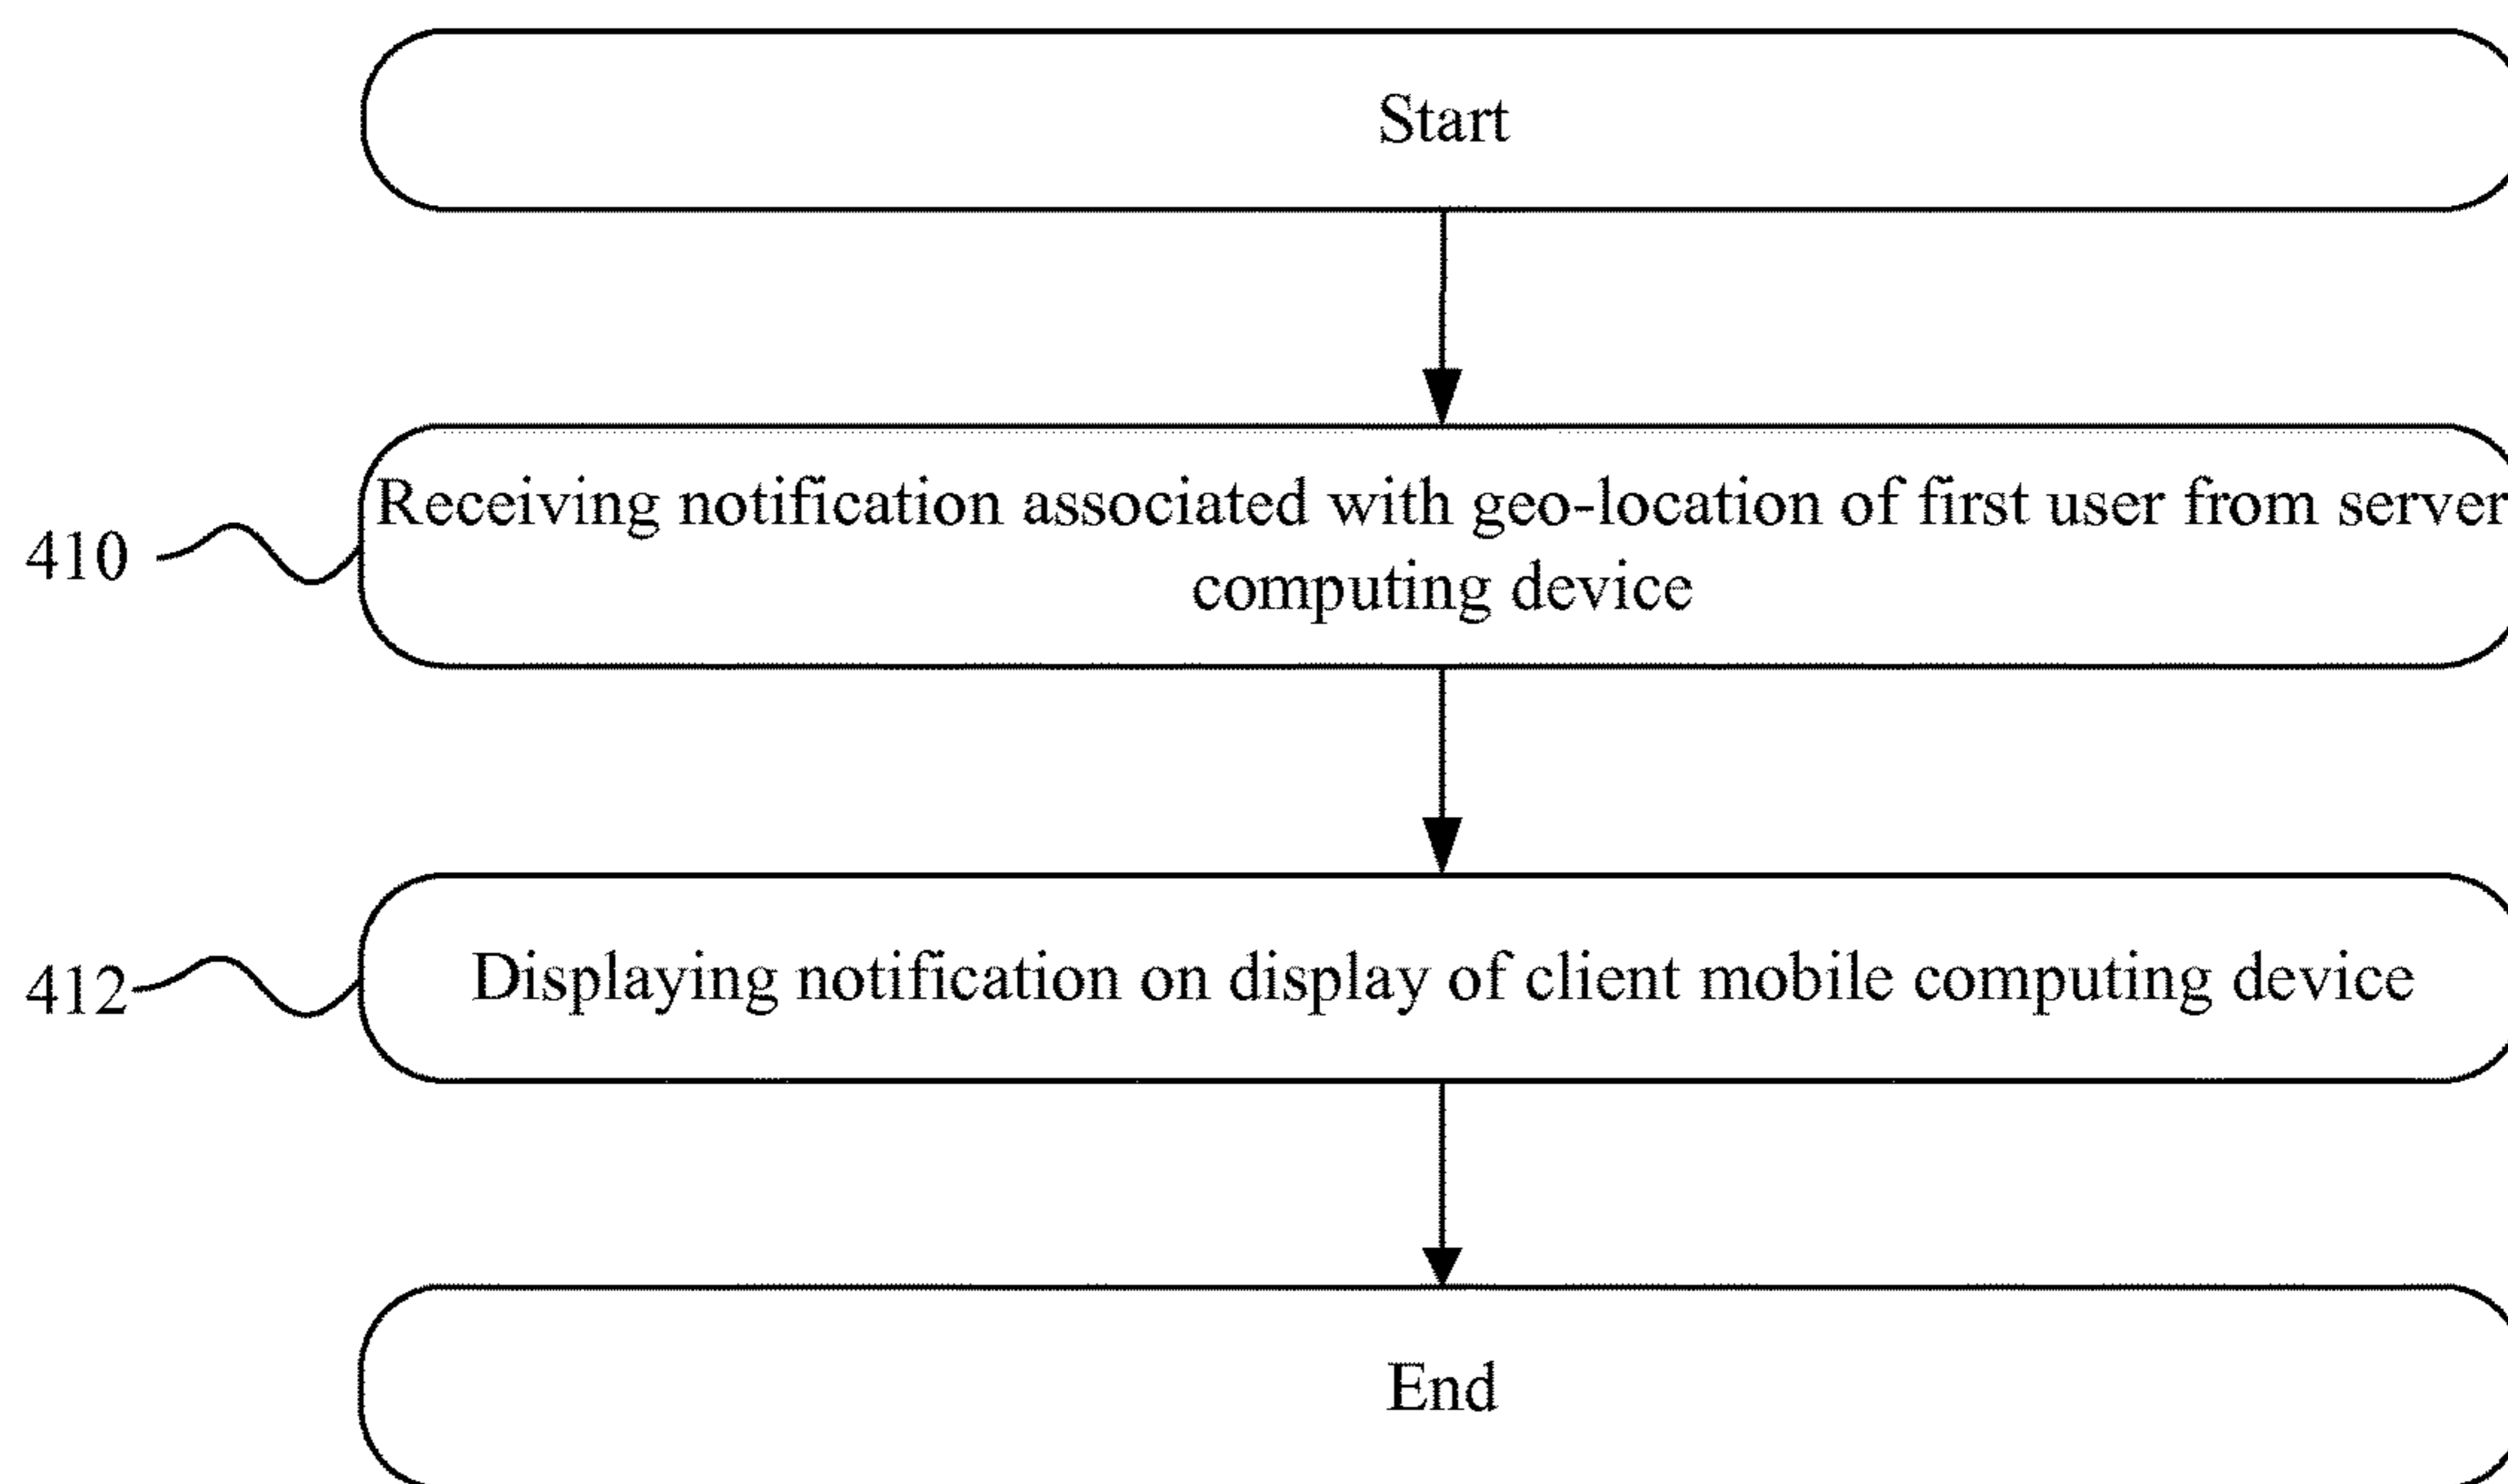 Start
Receiving notification associated with geo-location of first user from server
computing device
410
Displaying notification on display of client mobile computing device
412
End